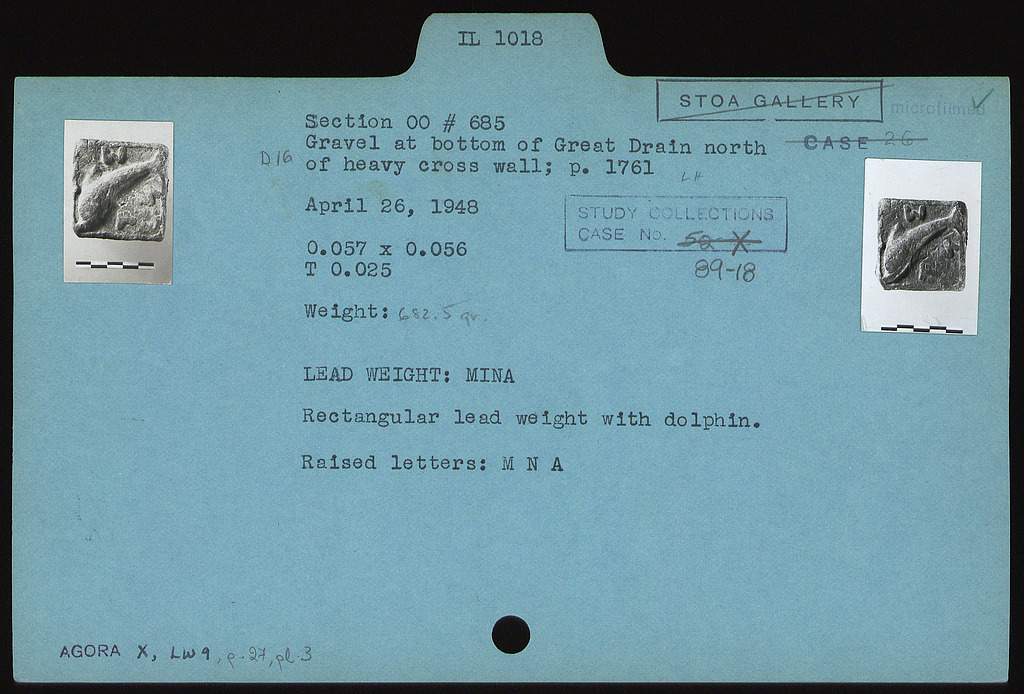 IL 1018
STOA GALLERY
microfilmed
CASE 26
Section OO # 685
Gravel at bottom of Great Drain north
D 16
of heavy cross wall; p. 1761
LH
April 26, 1948
STUDY COLLECTIONS
CASE No. 52 X
89-18
0.057 x 0.056
T 0.025
Weight: 682.5 gr.
LEAD WEIGHT: MINA
Rectangular lead weight with dolphin.
Raised letters: M N A
AGORA X, LW 9, p. 27, pl. 3